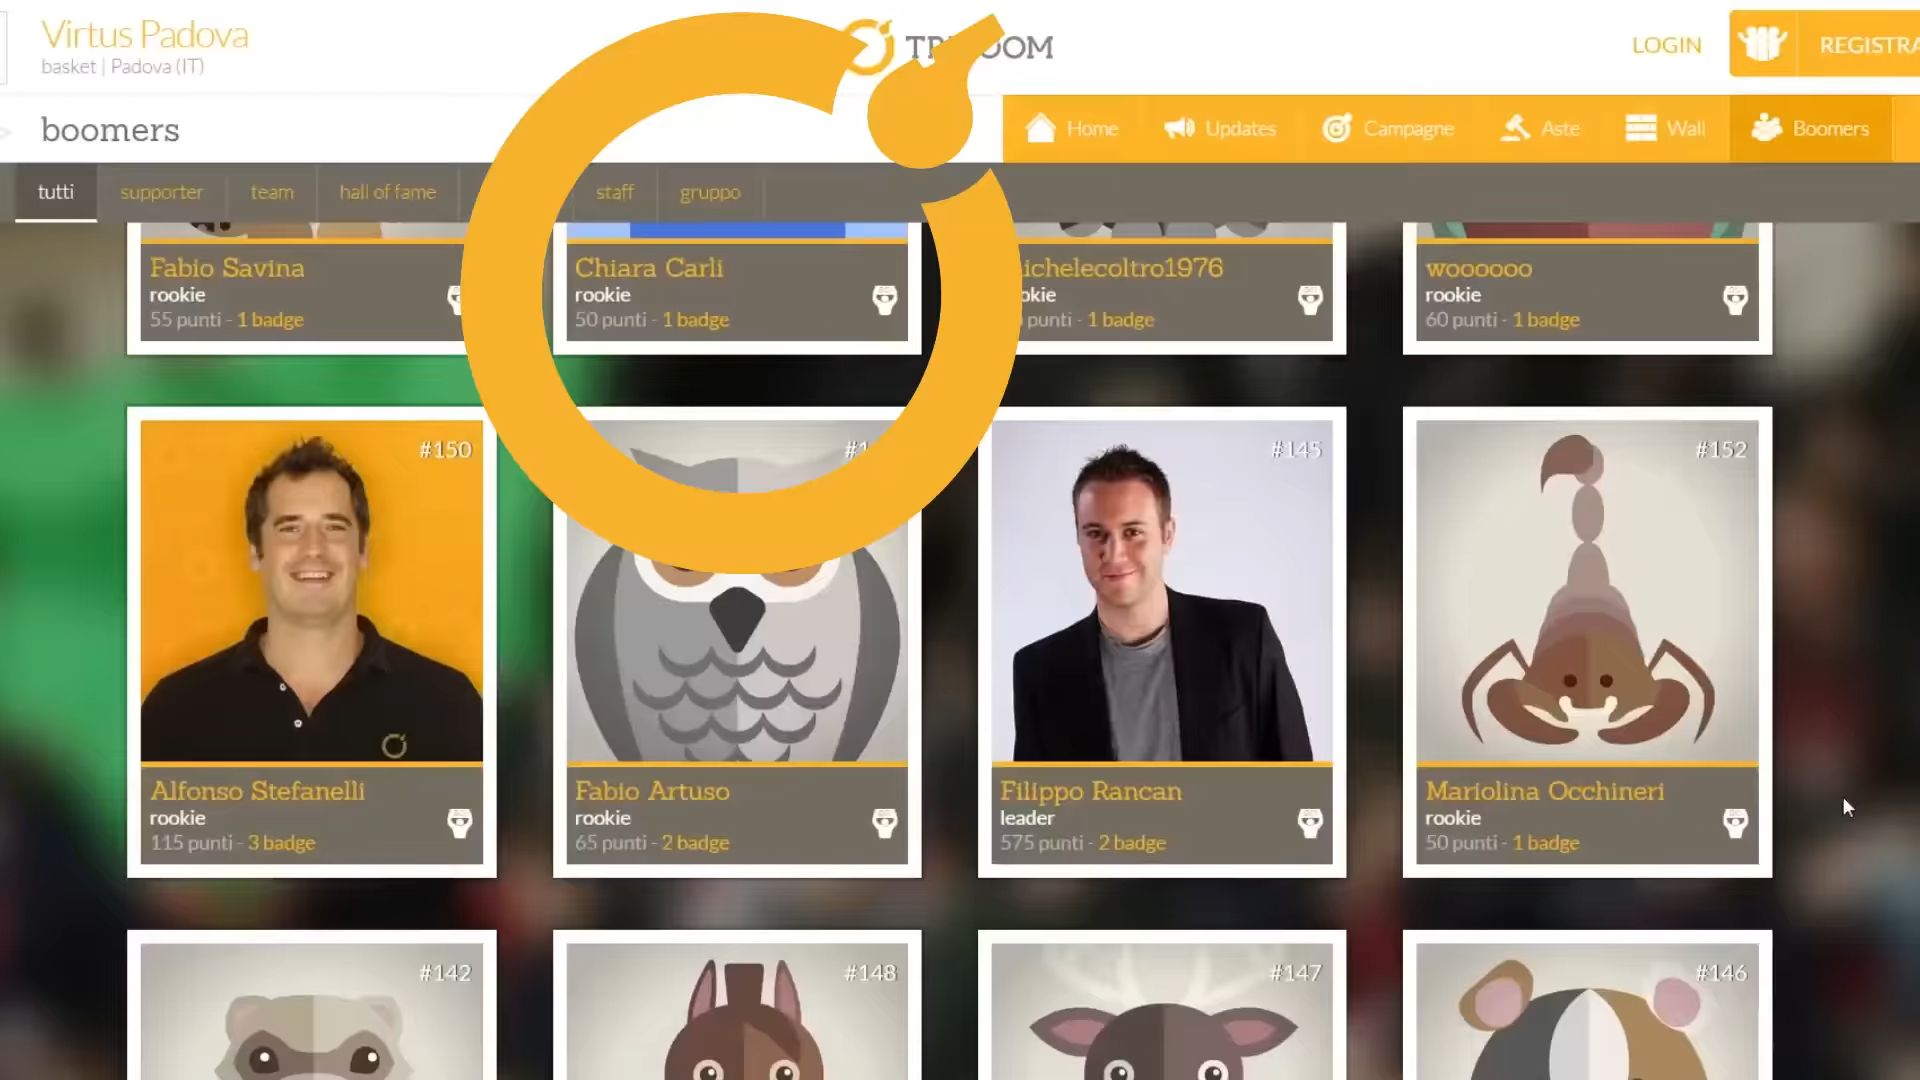 Virtus Padova
basket | Padova (IT)
LOGIN
boomers
Home
Updates
Campagne
Aste
Wall
Boomers
tutti
supporter
team
hall of fame
staff
gruppo
Fabio Savina
rookie
55 punti - 1 badge
Chiara Carli
rookie
50 punti - 1 badge
punti - 1 badge
woooooo
rookie
60 punti - 1 badge
#150
Alfonso Stefanelli
rookie
115 punti - 3 badge
Fabio Artuso
rookie
65 punti - 2 badge
#145
Filippo Rancan
leader
575 punti - 2 badge
#152
Mariolina Occhineri
rookie
50 punti - 1 badge
#142
#148
#147
#146